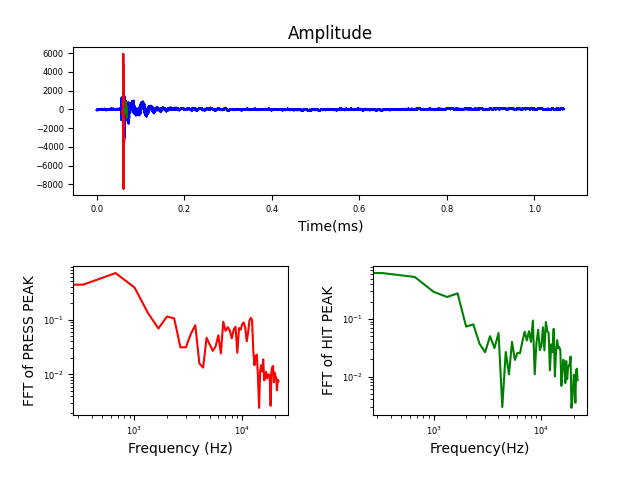 Amplitude
6000
4000
2000
0
−2000
−4000
−6000
−8000
0.0 0.2 0.4 0.6 0.8 1.0
Time(ms)
FFT of PRESS PEAK
10⁻¹
10⁻²
10³ 10⁴
Frequency (Hz)
FFT of HIT PEAK
10⁻¹
10⁻²
10³ 10⁴
Frequency(Hz)